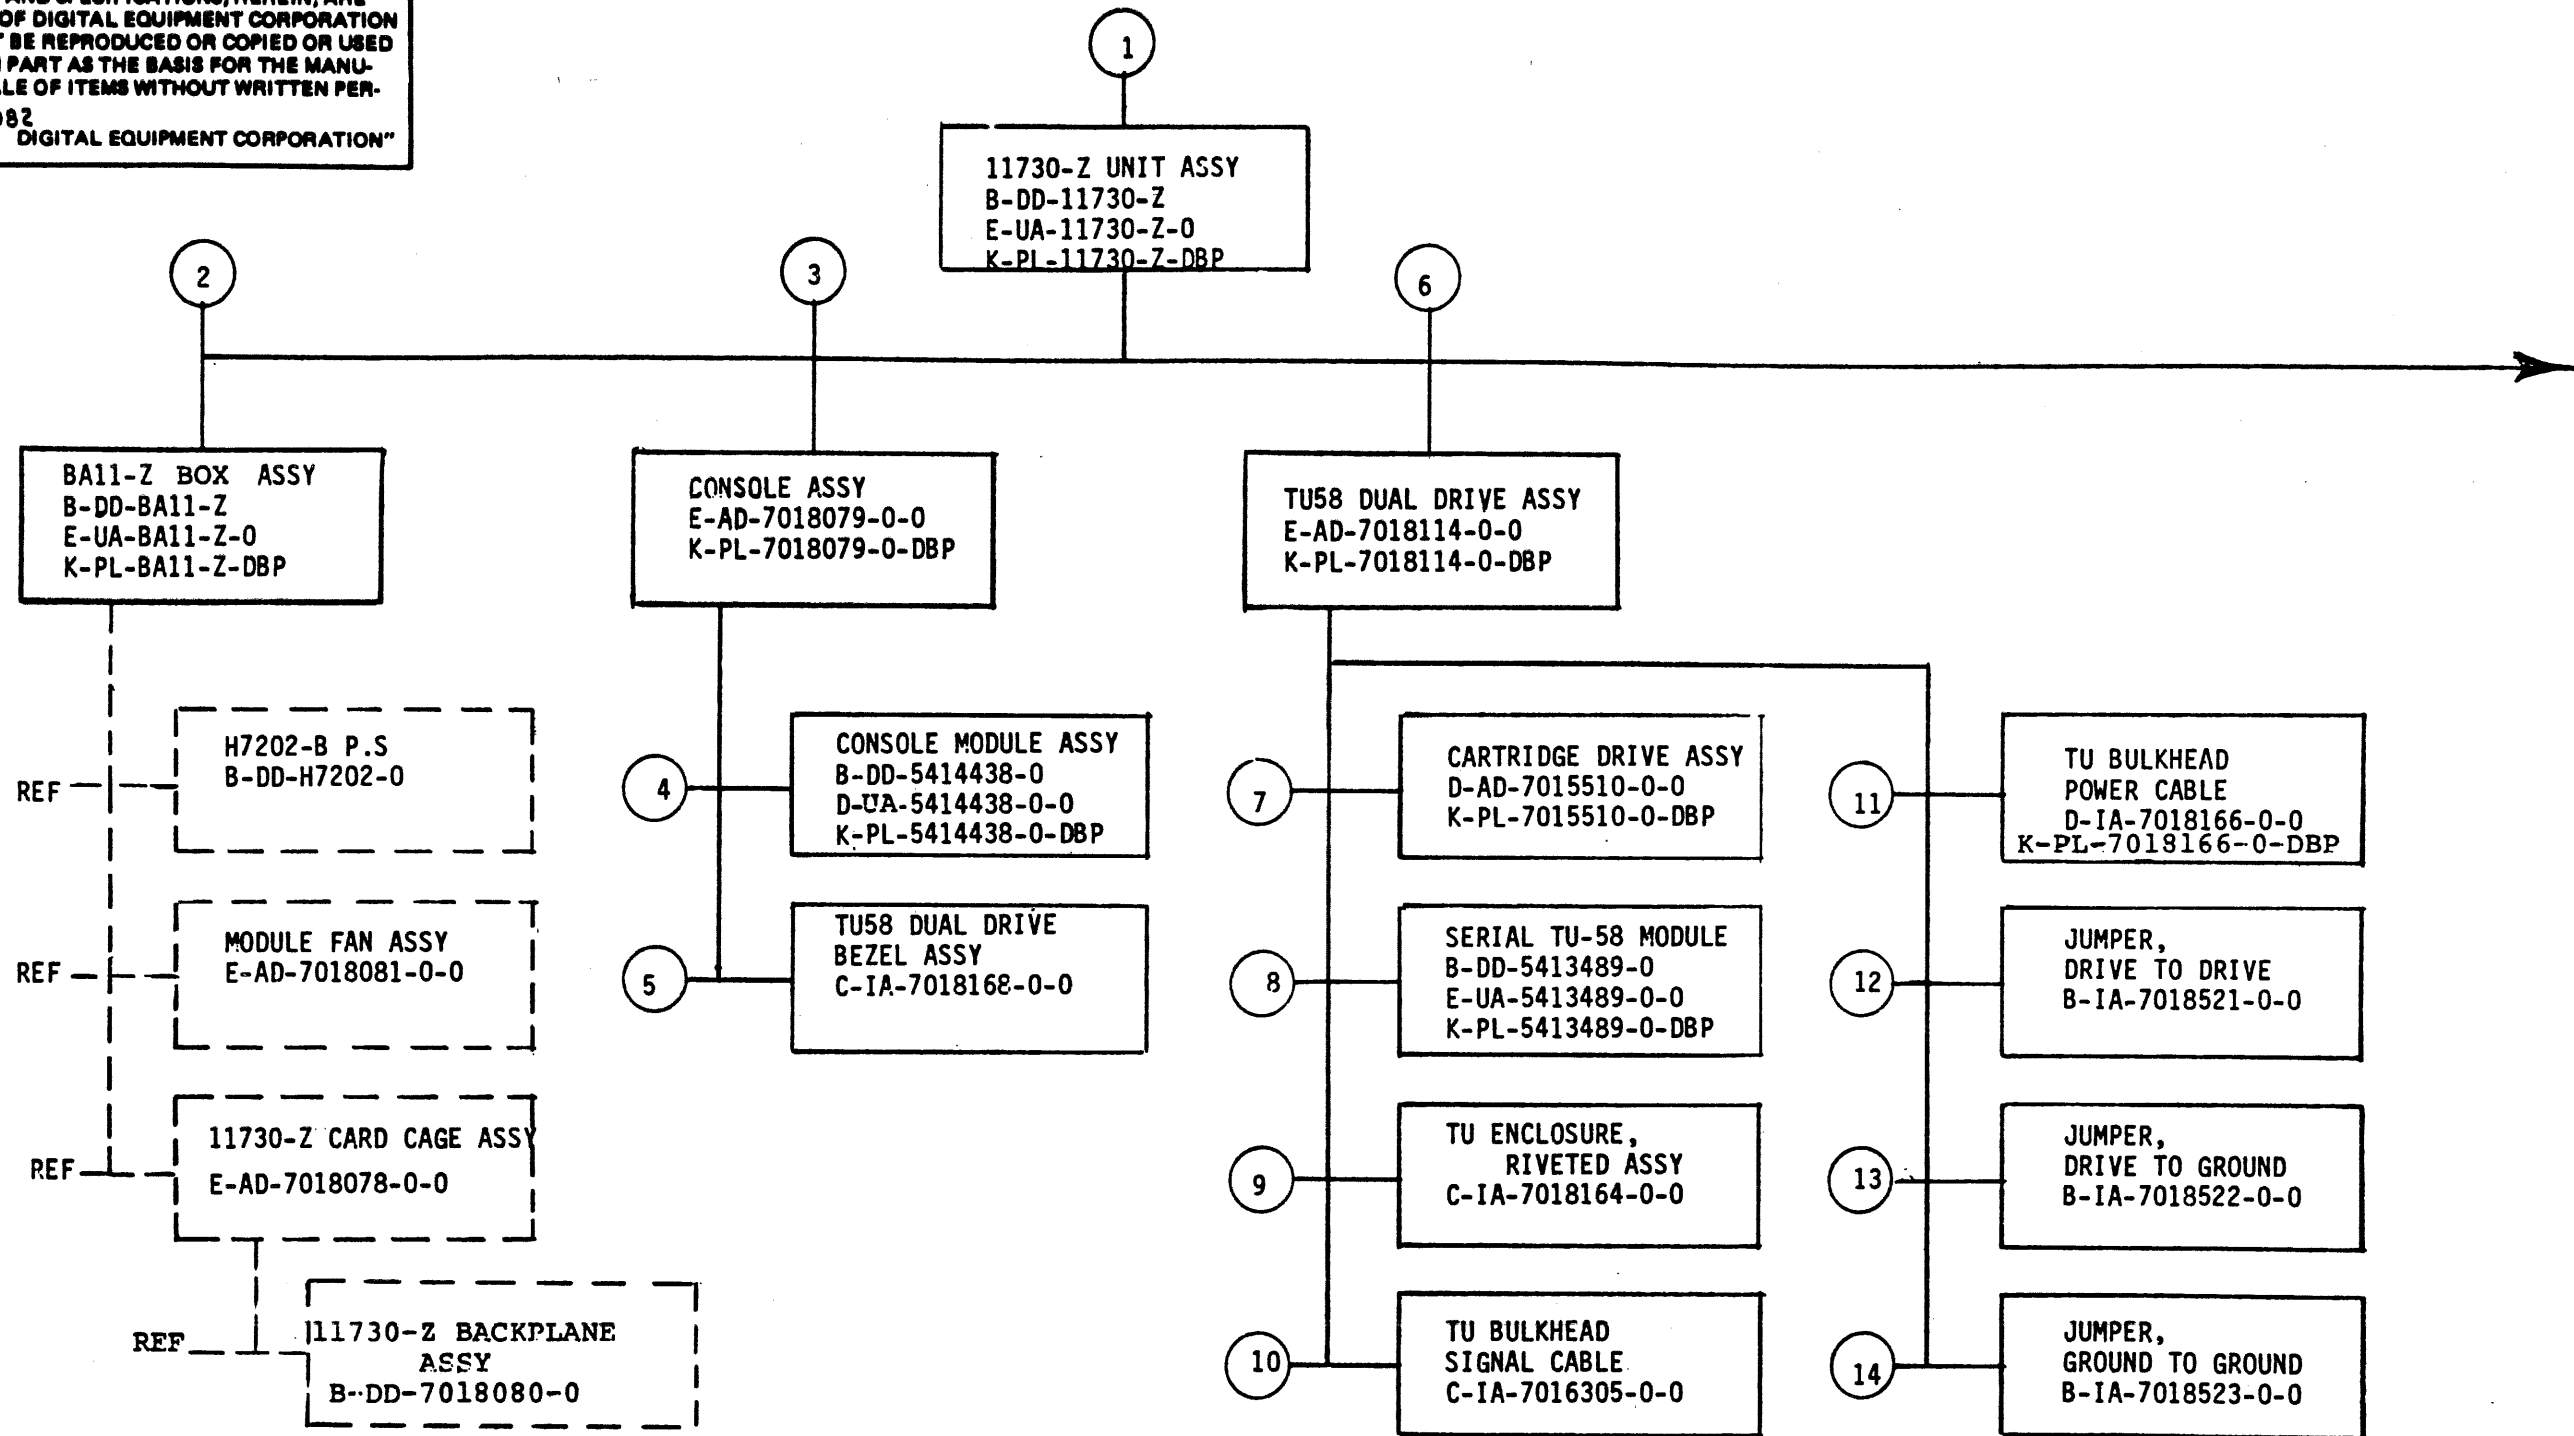 OF DIGITAL EQUIPMENT CORPORATION
BE REPRODUCED OR COPIED OR USED
PART AS THE BASIS FOR THE MANU-
OF ITEMS WITHOUT WRITTEN PER-
DIGITAL EQUIPMENT CORPORATION"
1
11730-Z UNIT ASSY
B-DD-11730-Z
E-UA-11730-Z-0
K-PL-11730-Z-DBP
2
3
6
BA11-Z BOX ASSY
B-DD-BA11-Z
E-UA-BA11-Z-0
K-PL-BA11-Z-DBP
CONSOLE ASSY
E-AD-7018079-0-0
K-PL-7018079-0-DBP
TU58 DUAL DRIVE ASSY
E-AD-7018114-0-0
K-PL-7018114-0-DBP
REF
H7202-B P.S
B-DD-H7202-0
REF
MODULE FAN ASSY
E-AD-7018081-0-0
REF
11730-Z CARD CAGE ASSY
E-AD-7018078-0-0
REF
11730-Z BACKPLANE
ASSY
B-DD-7018080-0
4
CONSOLE MODULE ASSY
B-DD-5414438-0
D-UA-5414438-0-0
K-PL-5414438-0-DBP
5
TU58 DUAL DRIVE
BEZEL ASSY
C-IA-7018168-0-0
7
CARTRIDGE DRIVE ASSY
D-AD-7015510-0-0
K-PL-7015510-0-DBP
8
SERIAL TU-58 MODULE
B-DD-5413489-0
E-UA-5413489-0-0
K-PL-5413489-0-DBP
9
TU ENCLOSURE,
RIVETED ASSY
C-IA-7018164-0-0
10
TU BULKHEAD
SIGNAL CABLE
C-IA-7016305-0-0
11
TU BULKHEAD
POWER CABLE
D-IA-7018166-0-0
K-PL-7018166-0-DBP
12
JUMPER,
DRIVE TO DRIVE
B-IA-7018521-0-0
13
JUMPER,
DRIVE TO GROUND
B-IA-7018522-0-0
14
JUMPER,
GROUND TO GROUND
B-IA-7018523-0-0